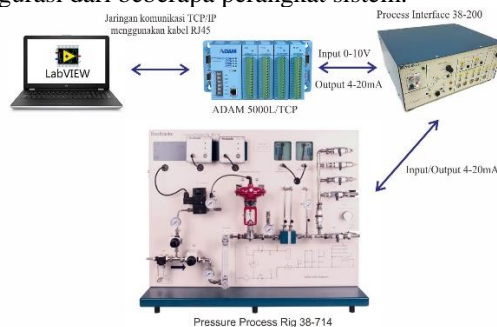 gurasi dari beberapa perangkat sistem.
Jaringan komunikasi TCP/IP
menggunakan kabel RJ45
Process Interface 38-200
LabVIEW
Input 0-10V
Output 4-20mA
ADAM 5000L/TCP
Input/Output 4-20mA
Pressure Process Rig 38-714